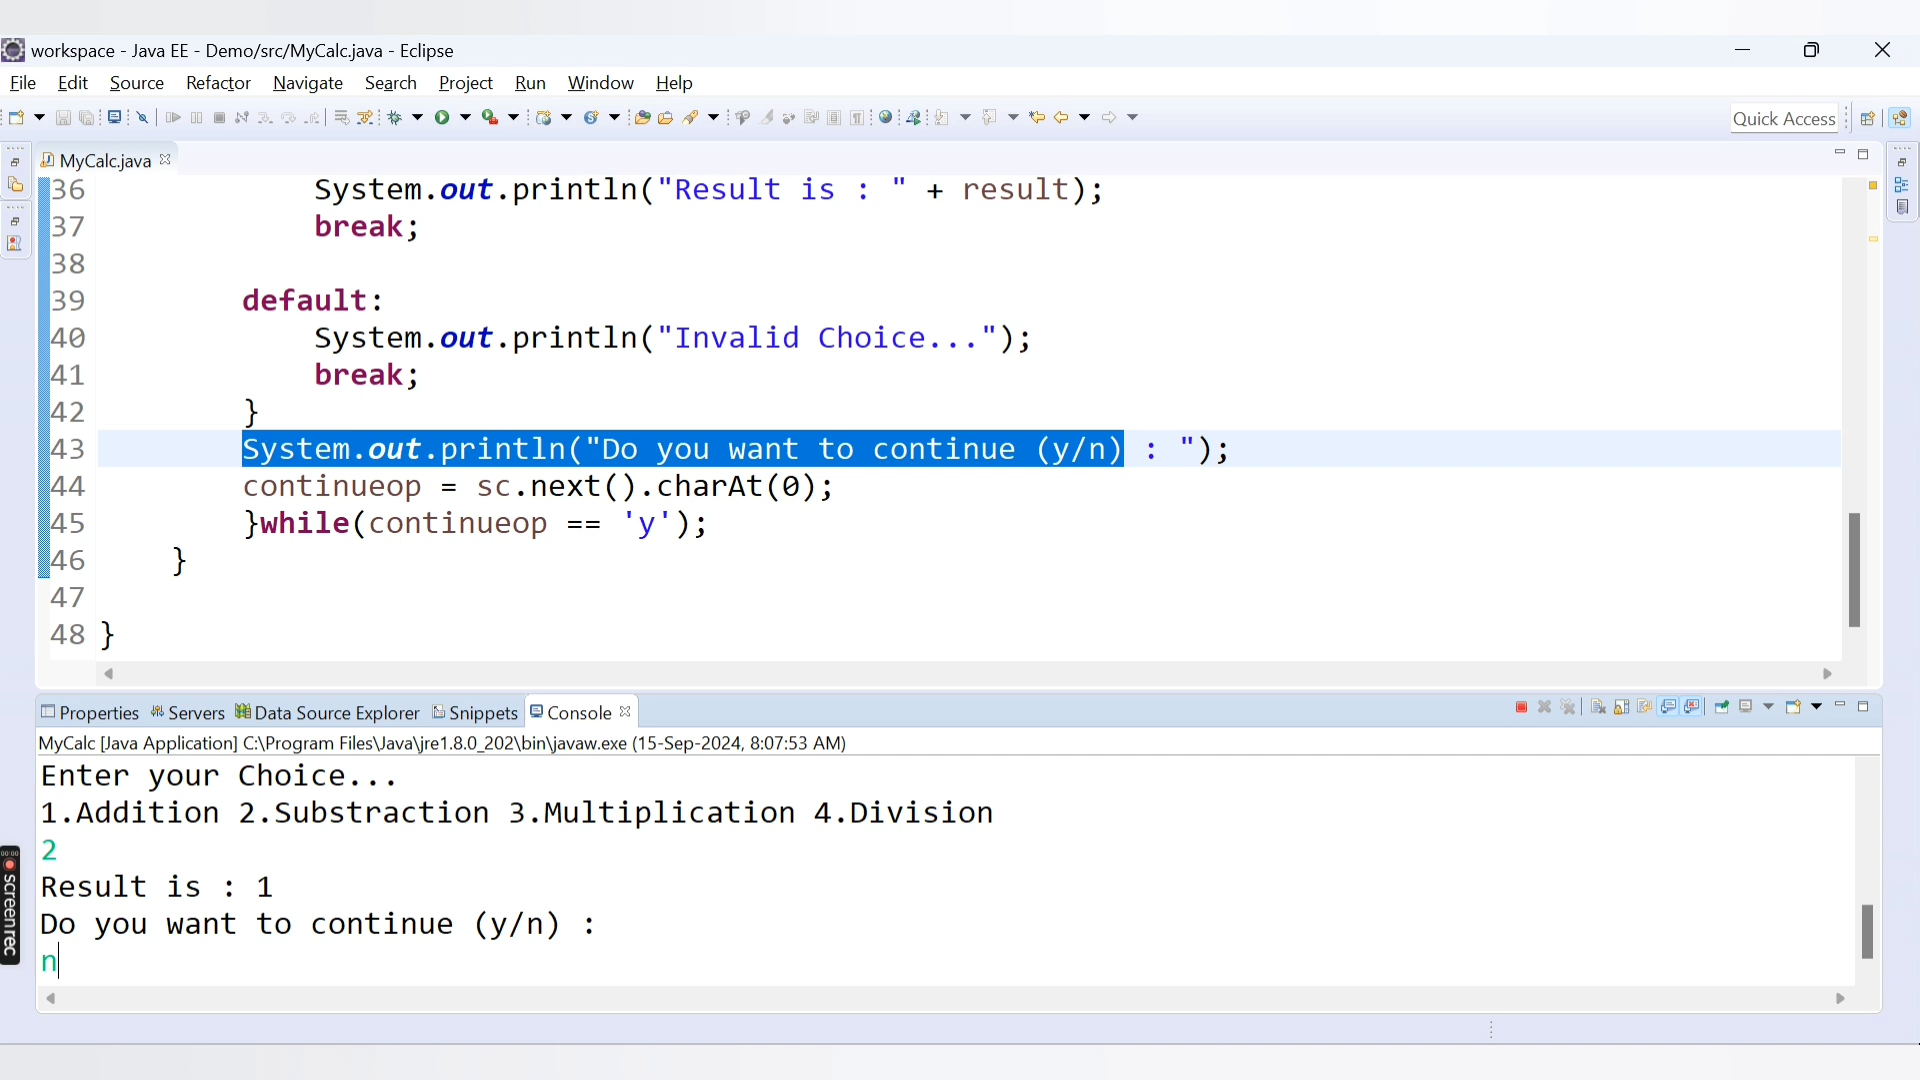 workspace - Java EE - Demo/src/MyCalc.java - Eclipse
File Edit Source Refactor Navigate Search Project Run Window Help
Quick Access
MyCalc.java
36 System.out.println("Result is : " + result);
37 break;
38
39 default:
40 System.out.println("Invalid Choice...");
41 break;
42 }
43 System.out.println("Do you want to continue (y/n) : ");
44 continueop = sc.next().charAt(0);
45 }while(continueop == 'y');
46 }
47
48 }
Properties Servers Data Source Explorer Snippets Console
MyCalc [Java Application] C:\Program Files\Java\jre1.8.0_202\bin\javaw.exe (15-Sep-2024, 8:07:53 AM)
Enter your Choice...
1.Addition 2.Substraction 3.Multiplication 4.Division
2
Result is : 1
Do you want to continue (y/n) :
n
00:00
screenrec